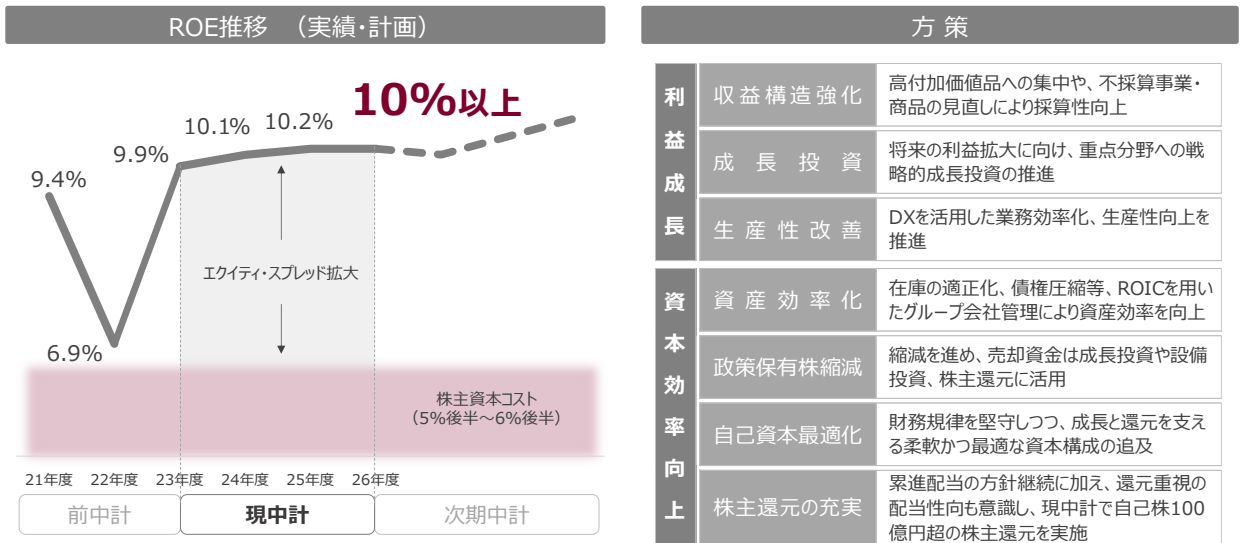 ROE推移 （実績・計画）
10%以上
10.1%
10.2%
9.9%
9.4%
6.9%
エクイティ・スプレッド拡大
株主資本コスト
（5%後半～6%後半）
21年度
22年度
23年度
24年度
25年度
26年度
前中計
現中計
次期中計
方 策
利益成長
収益構造強化
高付加価値品への集中や、不採算事業・
商品の見直しにより採算性向上
成長投資
将来の利益拡大に向け、重点分野への戦
略的成長投資の推進
生産性改善
DXを活用した業務効率化、生産性向上を
推進
資本効率向上
資産効率化
在庫の適正化、債権圧縮等、ROICを用い
たグループ会社管理により資産効率を向上
政策保有株縮減
縮減を進め、売却資金は成長投資や設備
投資、株主還元に活用
自己資本最適化
財務規律を堅守しつつ、成長と還元を支え
る柔軟かつ最適な資本構成の追及
株主還元の充実
累進配当の方針継続に加え、還元重視の
配当性向も意識し、現中計で自己株100
億円超の株主還元を実施